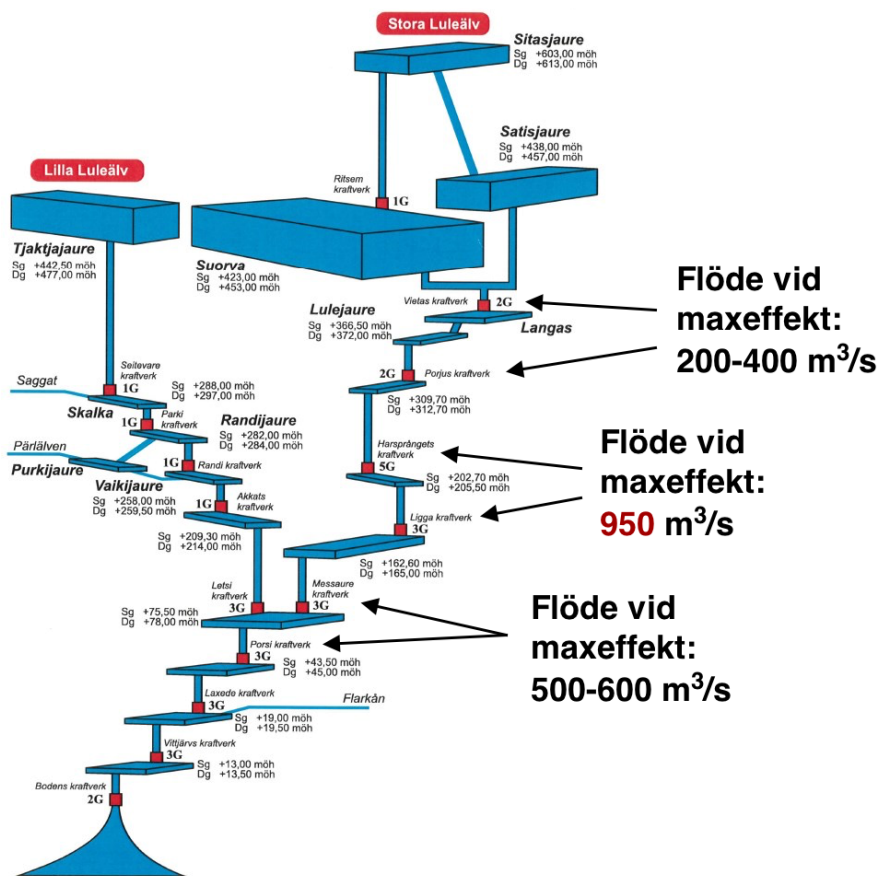 Stora Luleälv
Sitasjaure
Sg +603,00 möh
Dg +613,00 möh
Satisjaure
Sg +438,00 möh
Dg +457,00 möh
Lilla Luleälv
Ritsem
kraftverk
1G
Tjaktjajaure
Sg +442,50 möh
Dg +477,00 möh
Suorva
Sg +423,00 möh
Dg +453,00 möh
Vietas kraftverk
2G
Langas
Lulejaure
Sg +366,50 möh
Dg +372,00 möh
Flöde vid
maxeffekt:
200-400 m³/s
Seitevare
kraftverk
1G
Saggat
Skalka
Sg +288,00 möh
Dg +297,00 möh
2G
Porjus kraftverk
Sg +309,70 möh
Dg +312,70 möh
1G
Parki
kraftverk
Randijaure
Sg +282,00 möh
Dg +284,00 möh
Pärlälven
Purkijaure
1G
Randi kraftverk
Harsprångets
kraftverk
5G
Sg +202,70 möh
Dg +205,50 möh
Flöde vid
maxeffekt:
950 m³/s
Vaikijaure
Sg +258,00 möh
Dg +259,50 möh
1G
Akkats
kraftverk
Sg +209,30 möh
Dg +214,00 möh
Ligga kraftverk
3G
Sg +162,60 möh
Dg +165,00 möh
Letsi
kraftverk
3G
Messaure
kraftverk
3G
Sg +75,50 möh
Dg +78,00 möh
Flöde vid
maxeffekt:
500-600 m³/s
Porsi kraftverk
3G
Sg +43,50 möh
Dg +45,00 möh
Laxede kraftverk
3G
Flarkån
Sg +19,00 möh
Dg +19,50 möh
Vittjärvs kraftverk
3G
Sg +13,00 möh
Dg +13,50 möh
Bodens kraftverk
2G